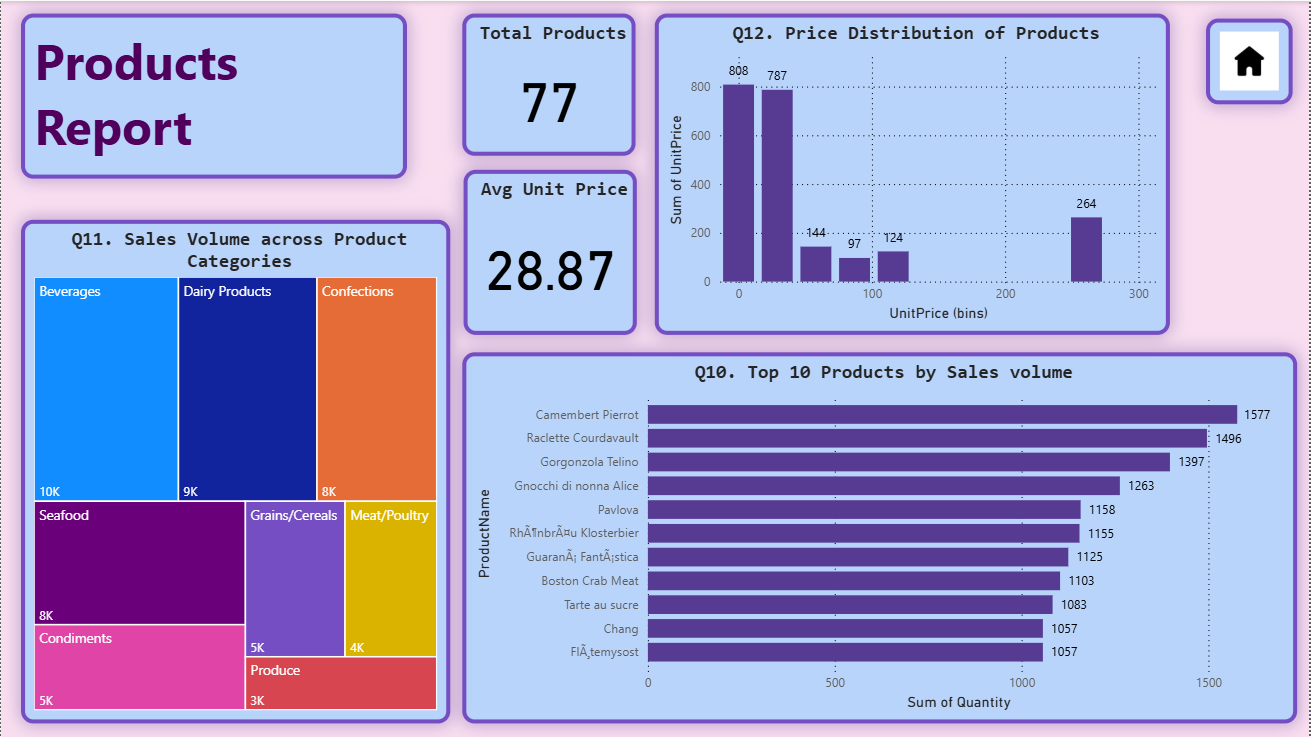 Products
Report
Total Products
77
Avg Unit Price
28.87
Q12. Price Distribution of Products
Sum of UnitPrice
800
600
400
200
0
808
787
144
97
124
264
0
100
200
300
UnitPrice (bins)
Q11. Sales Volume across Product
Categories
Beverages
10K
Dairy Products
9K
Confections
8K
Seafood
8K
Condiments
5K
Grains/Cereals
5K
Meat/Poultry
4K
Produce
3K
Q10. Top 10 Products by Sales volume
ProductName
Camembert Pierrot 1577
Raclette Courdavault 1496
Gorgonzola Telino 1397
Gnocchi di nonna Alice 1263
Pavlova 1158
RhÃ¶nbrÃ¤u Klosterbier 1155
GuaranÃ¡ FantÃ¡stica 1125
Boston Crab Meat 1103
Tarte au sucre 1083
Chang 1057
FlÃ¸temysost 1057
0
500
1000
1500
Sum of Quantity